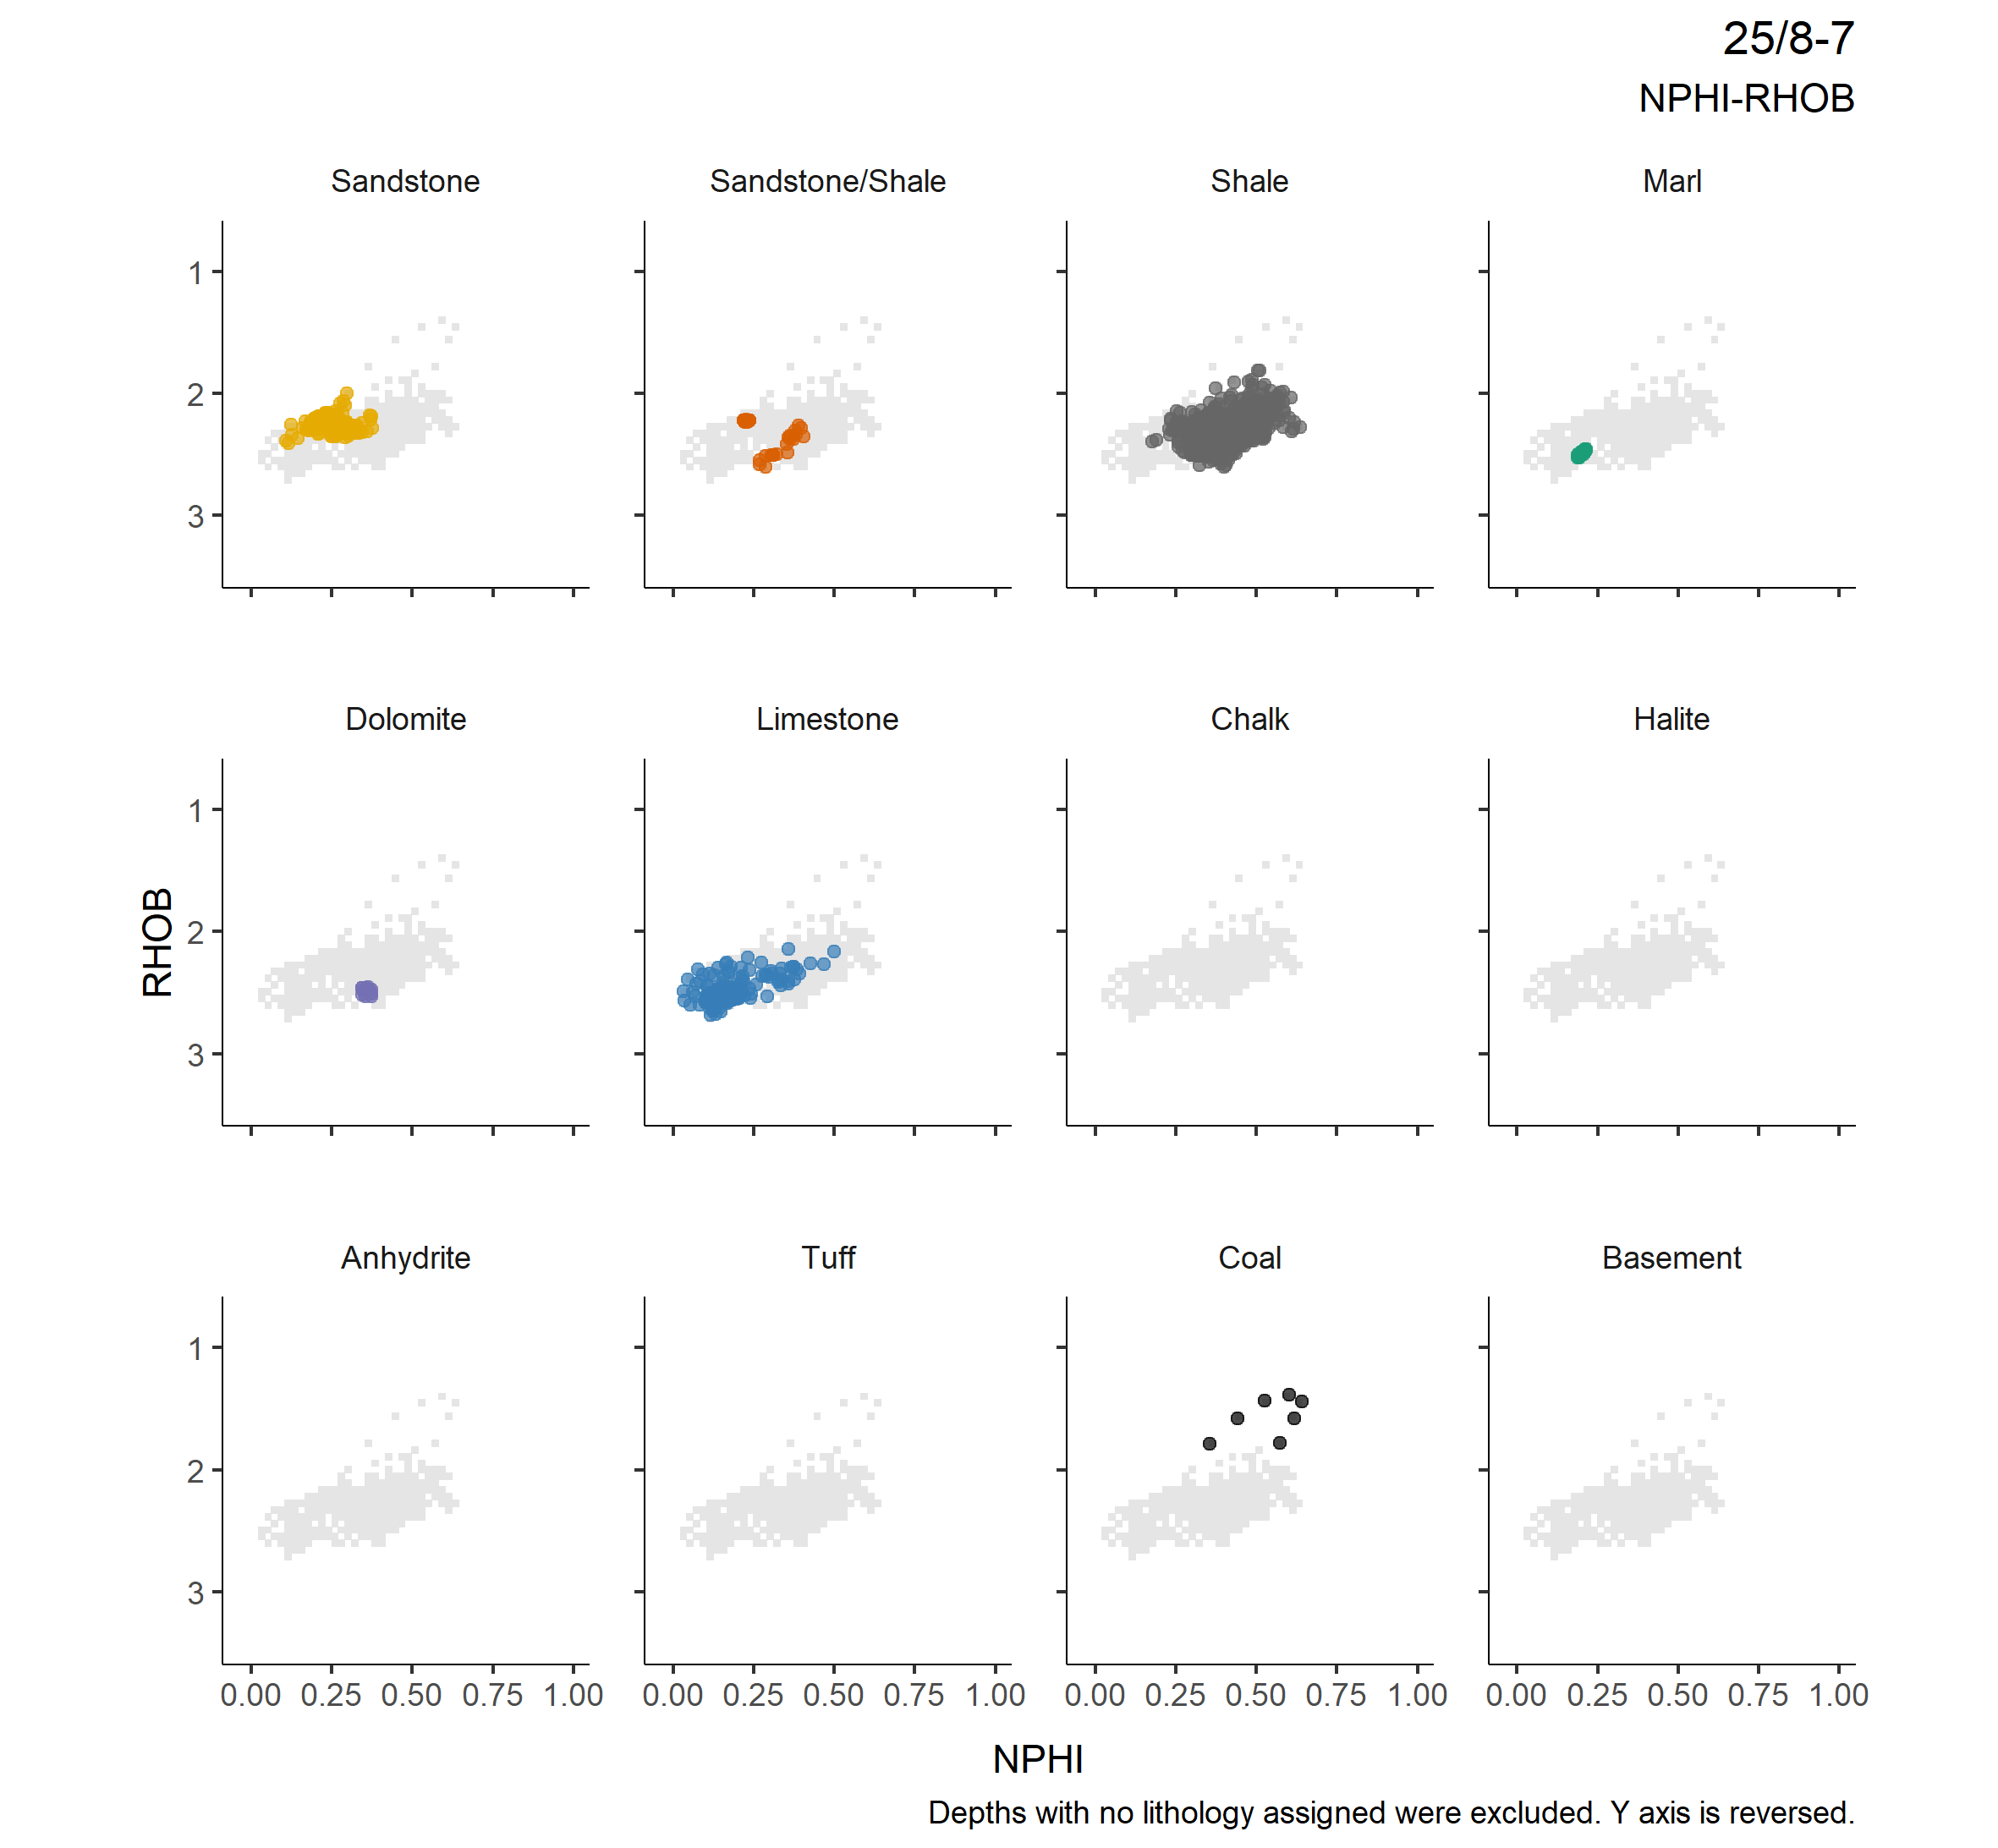 25/8-7
NPHI-RHOB
Sandstone Sandstone/Shale Shale Marl
1
2
3
Dolomite Limestone Chalk Halite
1
2
3
RHOB
Anhydrite Tuff Coal Basement
1
2
3
0.00 0.25 0.50 0.75 1.00 0.00 0.25 0.50 0.75 1.00 0.00 0.25 0.50 0.75 1.00 0.00 0.25 0.50 0.75 1.00
NPHI
Depths with no lithology assigned were excluded. Y axis is reversed.